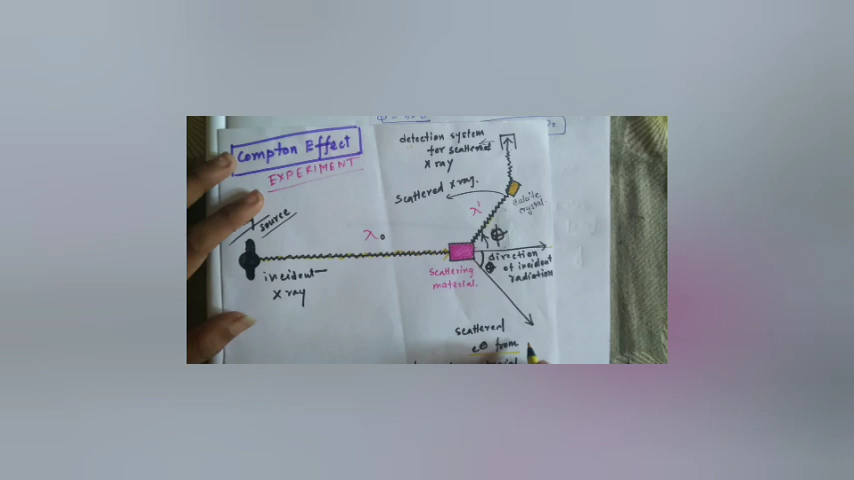 Compton Effect
EXPERIMENT
detection system
for scattered
X ray
scattered X ray.
calcite
crystal.
λ'
source
λ₀
incident
X ray
scattering
material.
direction
of incident
radiation
scattered
e⊖ from